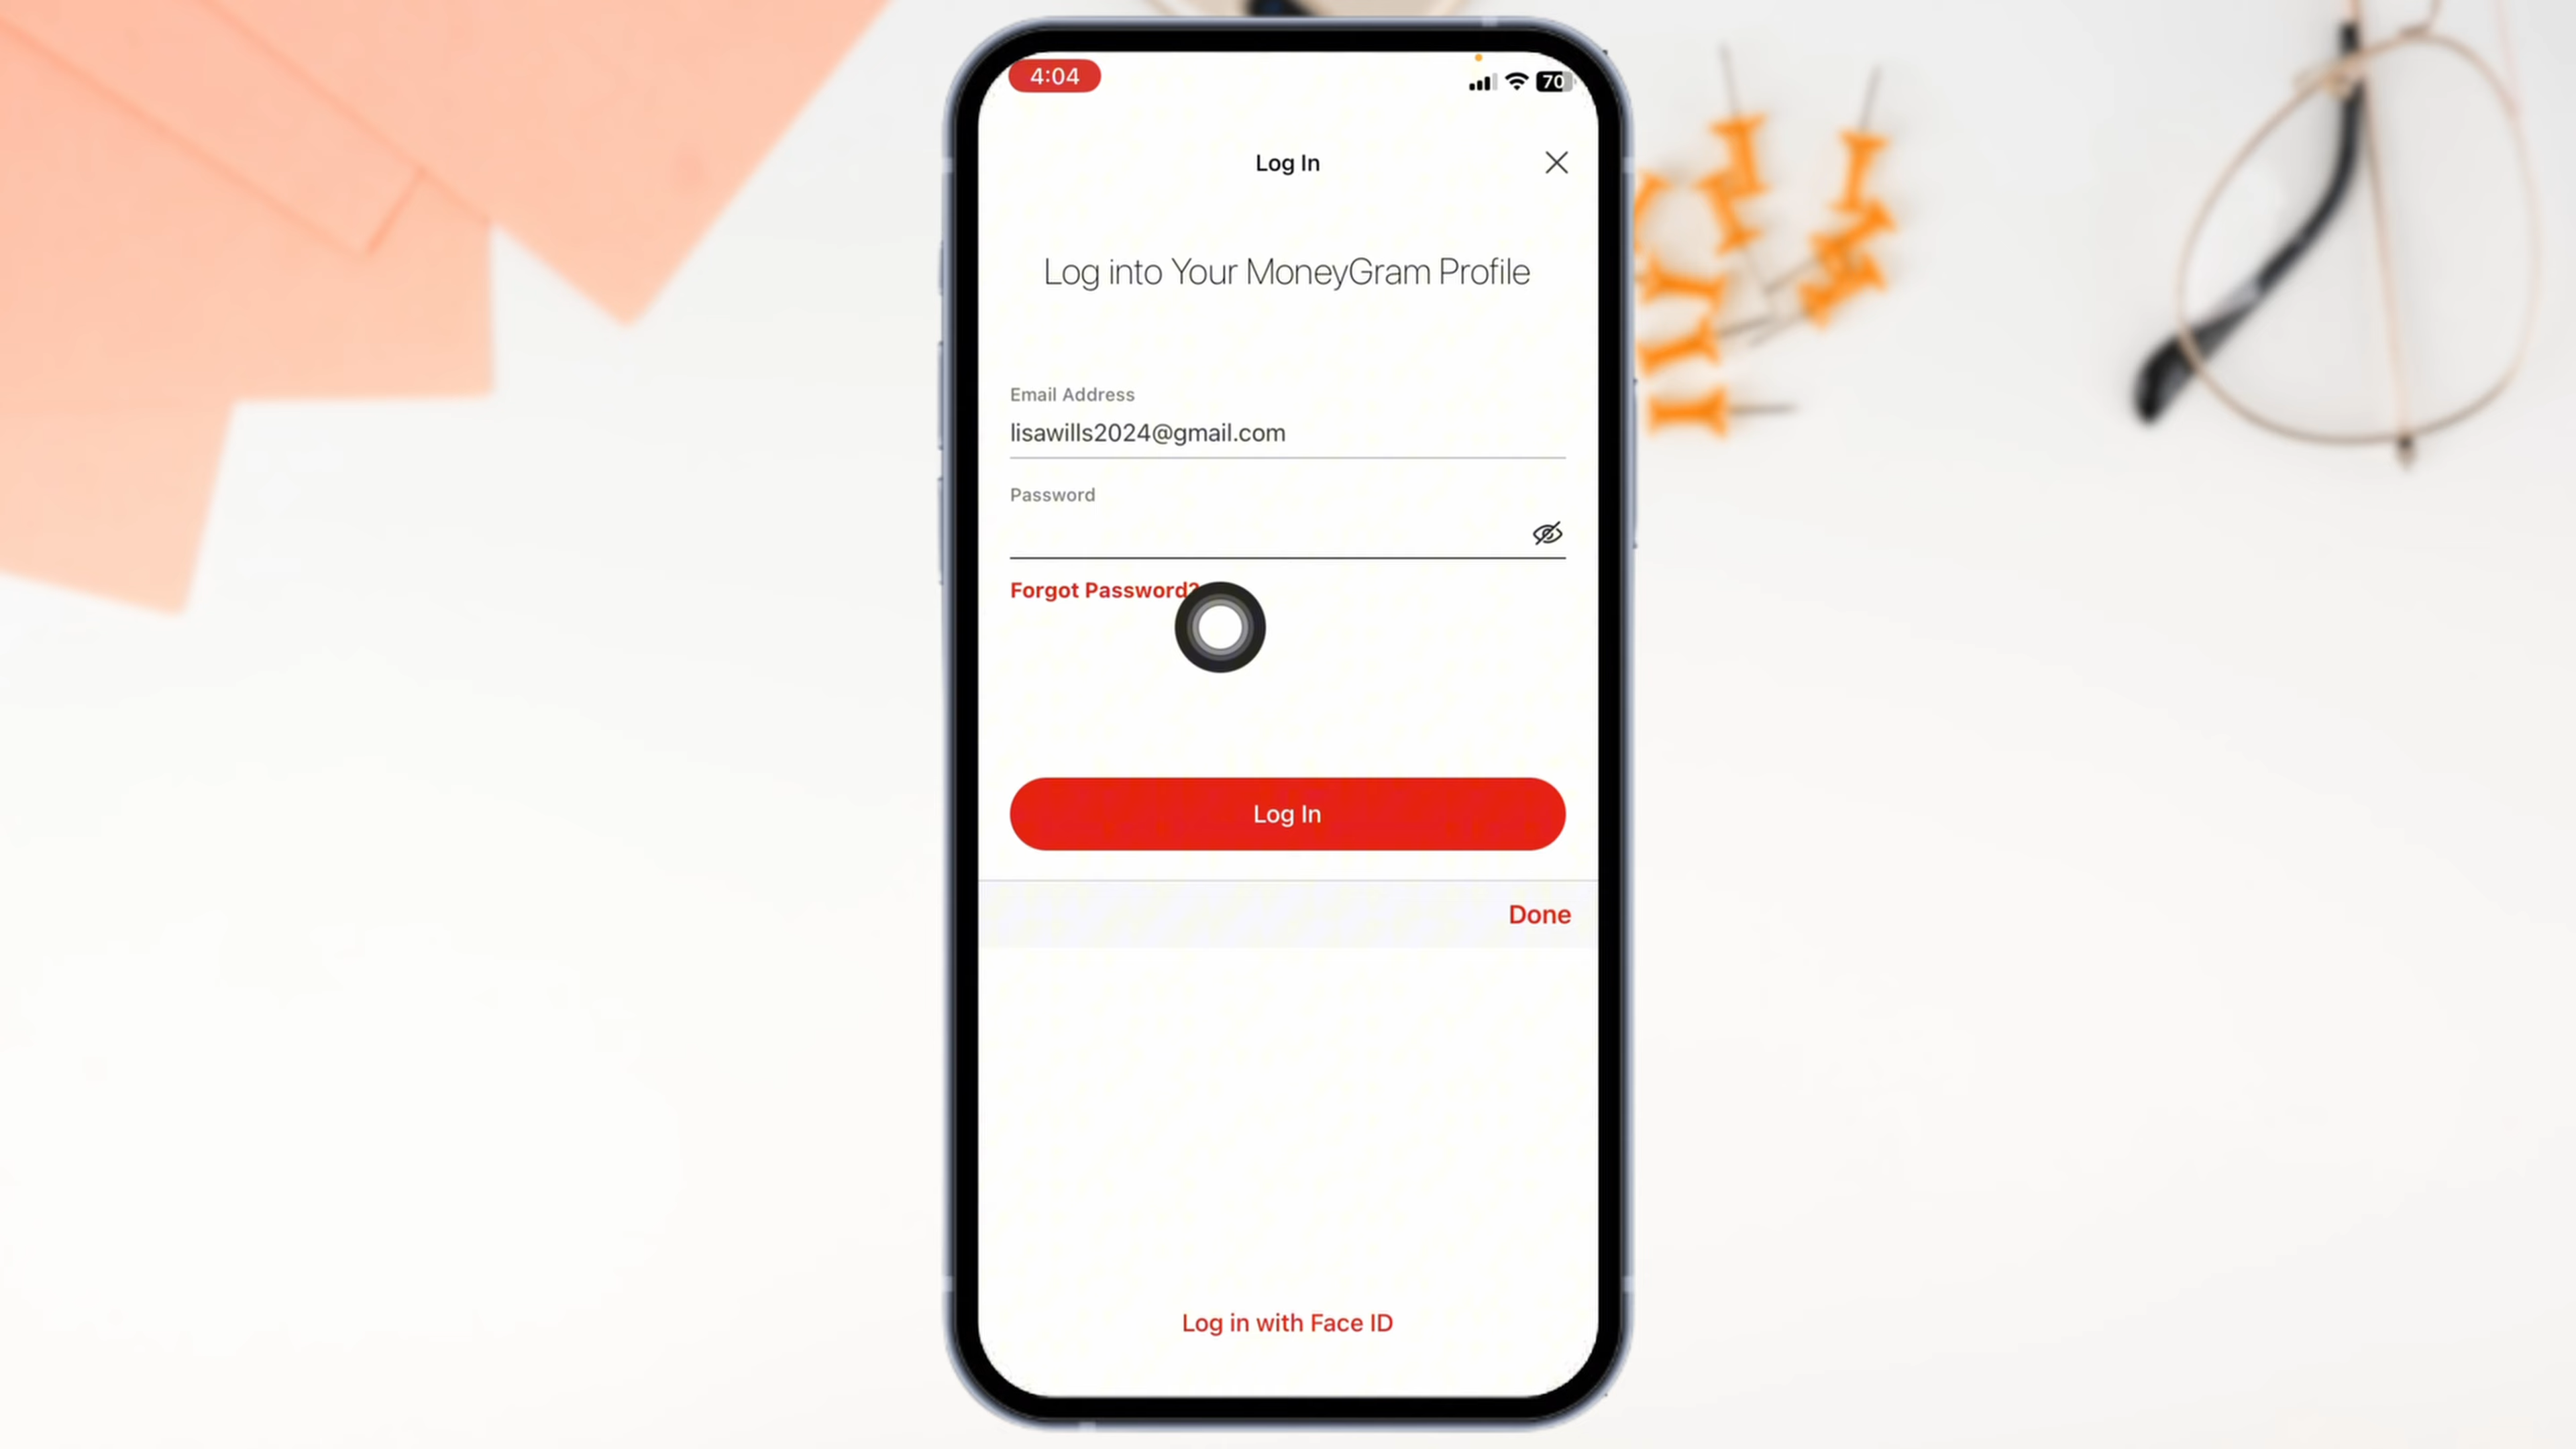 4:04
70
Log In
Log into Your MoneyGram Profile
Email Address
lisawills2024@gmail.com
Password
Forgot Password?
Log In
Done
Log in with Face ID